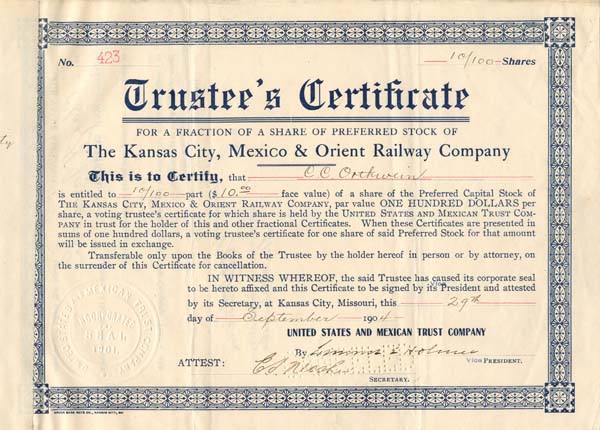 No. 423 10/100 Shares
Trustee's Certificate
FOR A FRACTION OF A SHARE OF PREFERRED STOCK OF
The Kansas City, Mexico & Orient Railway Company
This is to Certify, that C C Orthwein
is entitled to 10/100 part ($ 10.00 face value) of a share of the Preferred Capital Stock of
THE KANSAS CITY, MEXICO & ORIENT RAILWAY COMPANY, par value ONE HUNDRED DOLLARS per
share, a voting trustee's certificate for which share is held by the UNITED STATES AND MEXICAN TRUST COM-
PANY in trust for the holder of this and other fractional Certificates. When these Certificates are presented in
sums of one hundred dollars, a voting trustee's certificate for one share of said Preferred Stock for that amount
will be issued in exchange.
Transferable only upon the Books of the Trustee by the holder hereof in person or by attorney, on
the surrender of this Certificate for cancellation.
IN WITNESS WHEREOF, the said Trustee has caused its corporate seal
to be hereto affixed and this Certificate to be signed by its Vice President and attested
by its Secretary, at Kansas City, Missouri, this 29th
day of September 1904
UNITED STATES AND MEXICAN TRUST COMPANY
By Holmes
Vice PRESIDENT.
ATTEST:
SECRETARY.
UNITED STATES & MEXICAN TRUST COMPANY
INCORPORATED
SEAL
1901.